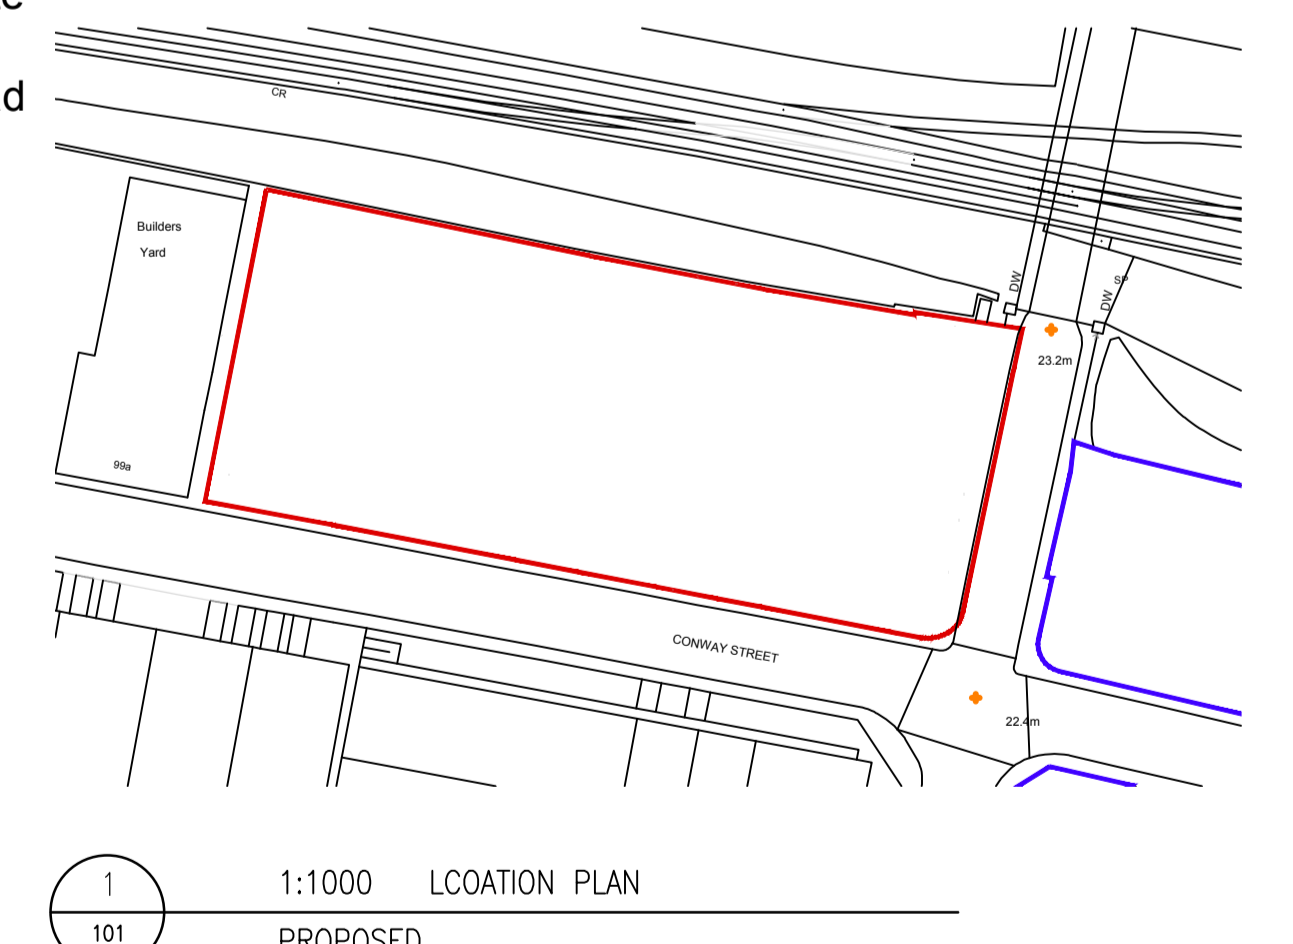 d
CR
Builders
Yard
DW
SP
DW
23.2m
99a
CONWAY STREET
22.4m
1
1:1000 LCOATION PLAN
101
PROPOSED